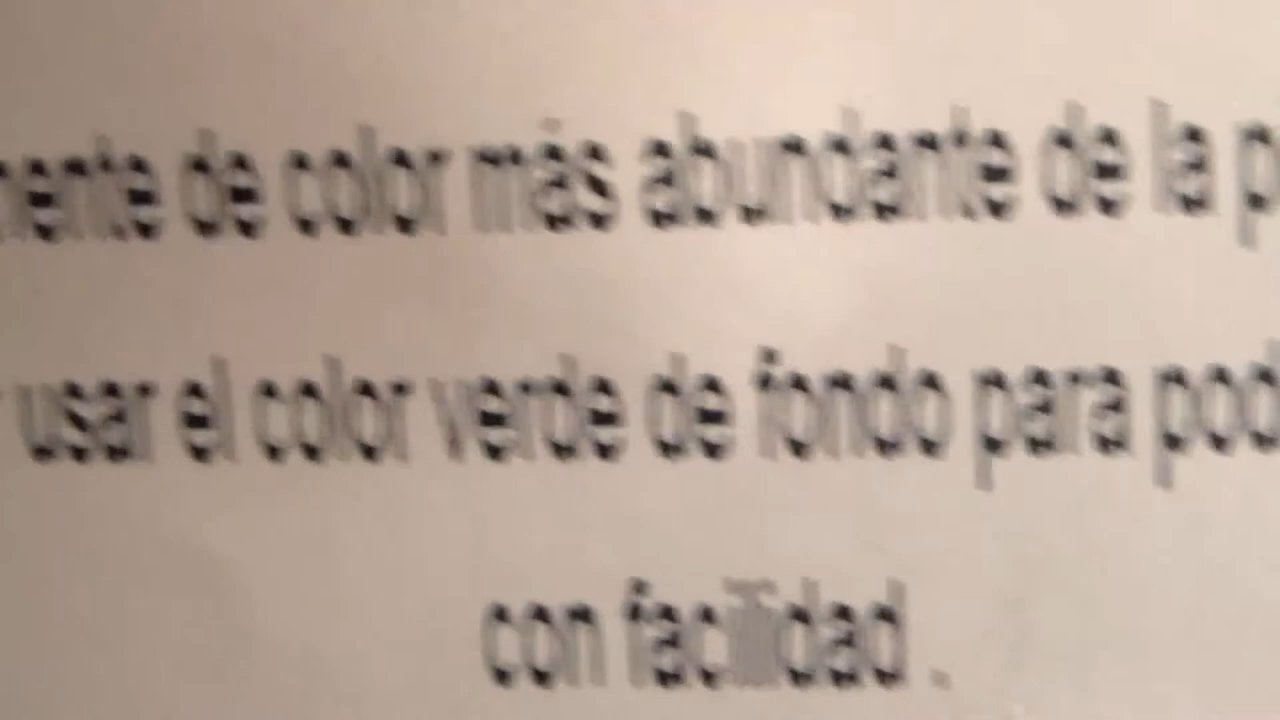 de color más abundante de la
usar el color verde de fondo para
con facilidad .